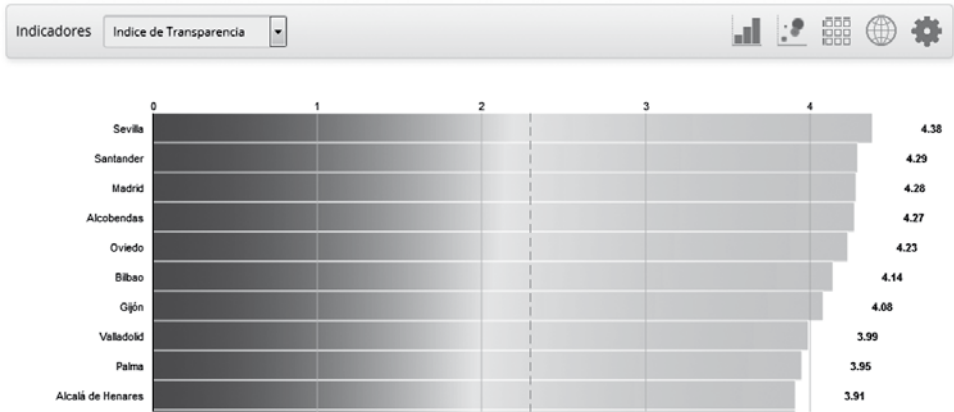 Indicadores Indice de Transparencia
0 1 2 3 4
Sevilla 4.38
Santander 4.29
Madrid 4.28
Alcobendas 4.27
Oviedo 4.23
Bilbao 4.14
Gijón 4.08
Valladolid 3.99
Palma 3.95
Alcalá de Henares 3.91